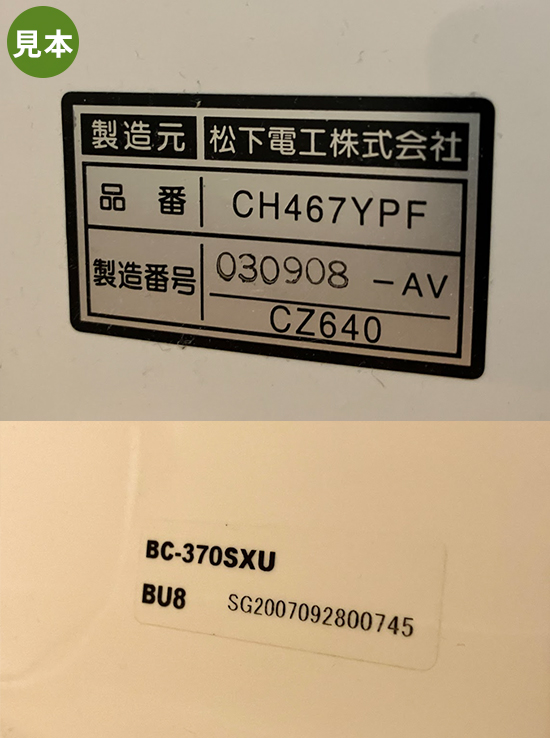 見本
製造元 松下電工株式会社
品番 CH467YPF
製造番号 030908 -AV
CZ640
BC-370SXU
BU8 SG2007092800745